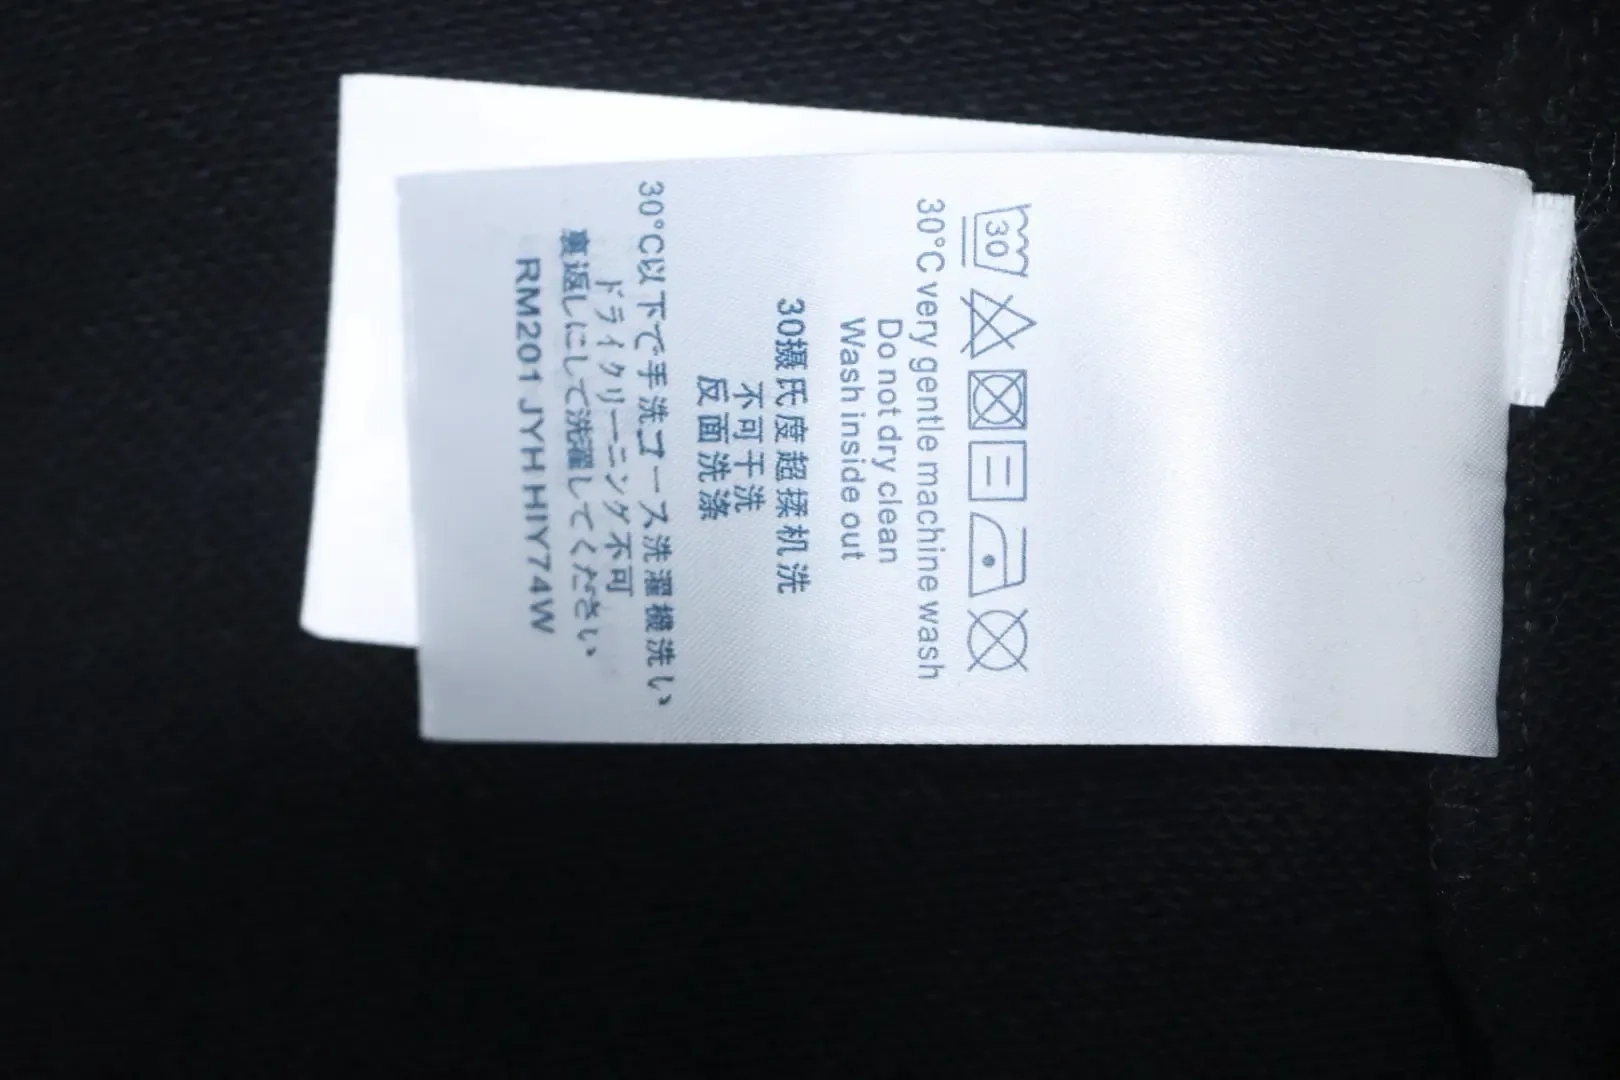 30
30°C very gentle machine wash
Do not dry clean
Wash inside out
30摄氏度超揉机洗
不可干洗
反面洗涤
30°C以下で手洗コース洗濯機洗い
ドライクリーニング不可
裏返しにして洗濯してください
RM201 JYH HIY74W